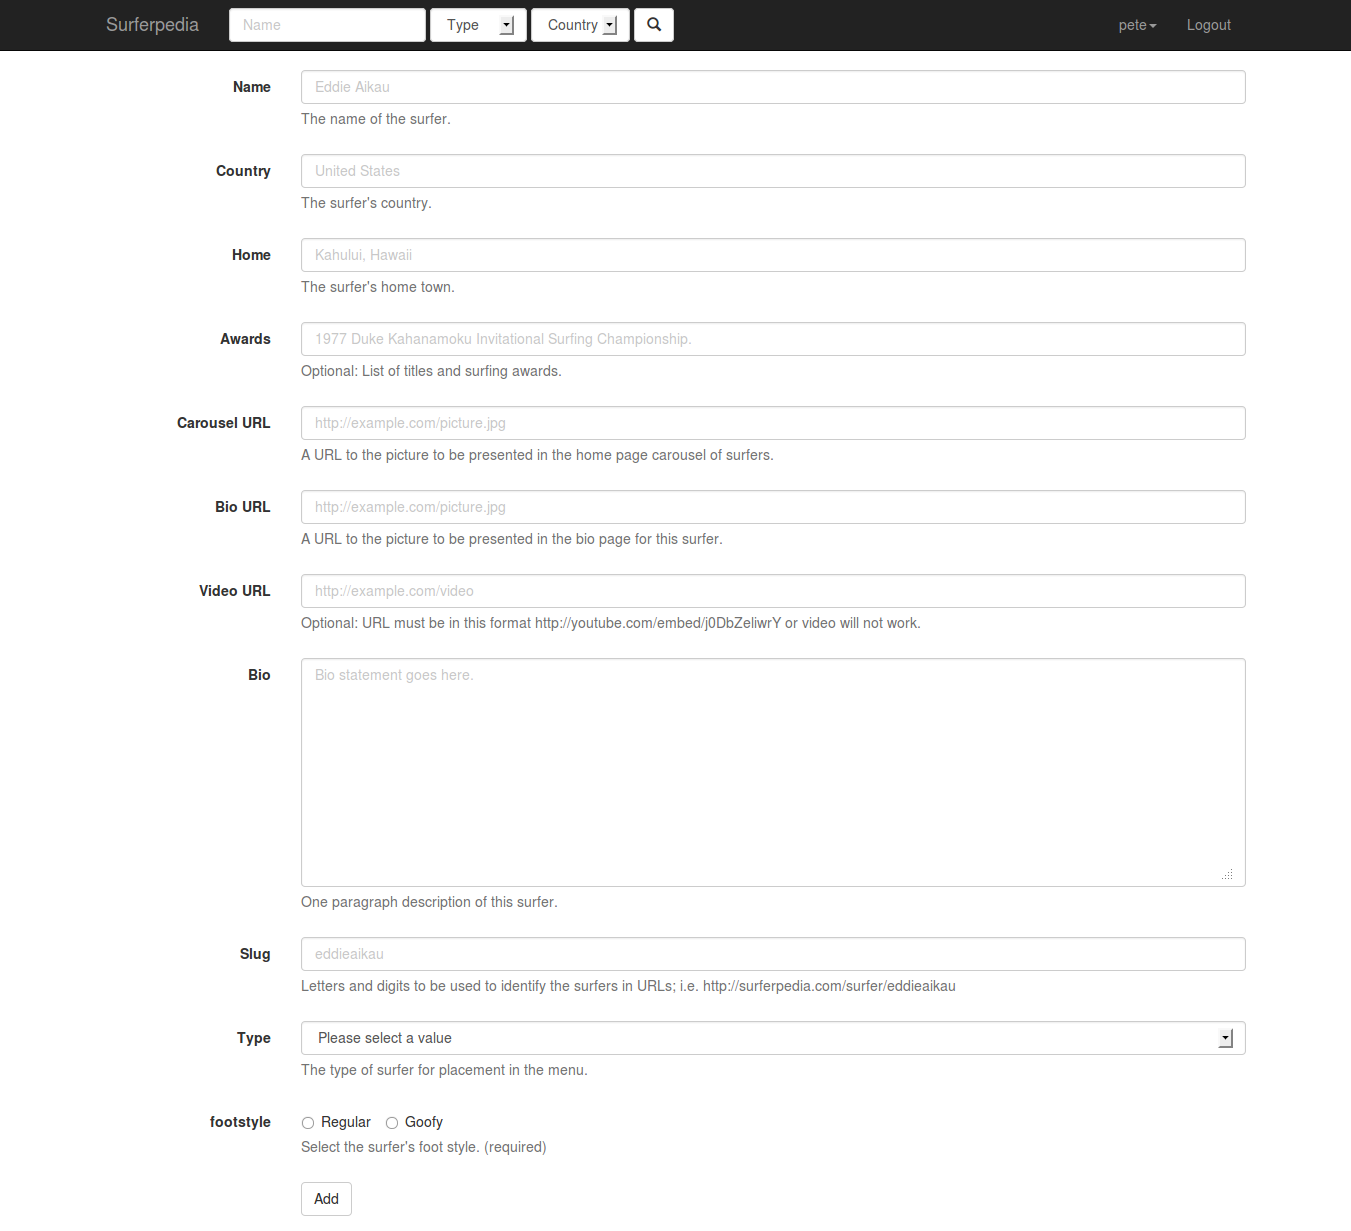 Surferpedia Name Type Country pete Logout
Name Eddie Aikau
The name of the surfer.
Country United States
The surfer's country.
Home Kahului, Hawaii
The surfer's home town.
Awards 1977 Duke Kahanamoku Invitational Surfing Championship.
Optional: List of titles and surfing awards.
Carousel URL http://example.com/picture.jpg
A URL to the picture to be presented in the home page carousel of surfers.
Bio URL http://example.com/picture.jpg
A URL to the picture to be presented in the bio page for this surfer.
Video URL http://example.com/video
Optional: URL must be in this format http://youtube.com/embed/j0DbZeliwrY or video will not work.
Bio Bio statement goes here.
One paragraph description of this surfer.
Slug eddieaikau
Letters and digits to be used to identify the surfers in URLs; i.e. http://surferpedia.com/surfer/eddieaikau
Type Please select a value
The type of surfer for placement in the menu.
footstyle Regular Goofy
Select the surfer's foot style. (required)
Add